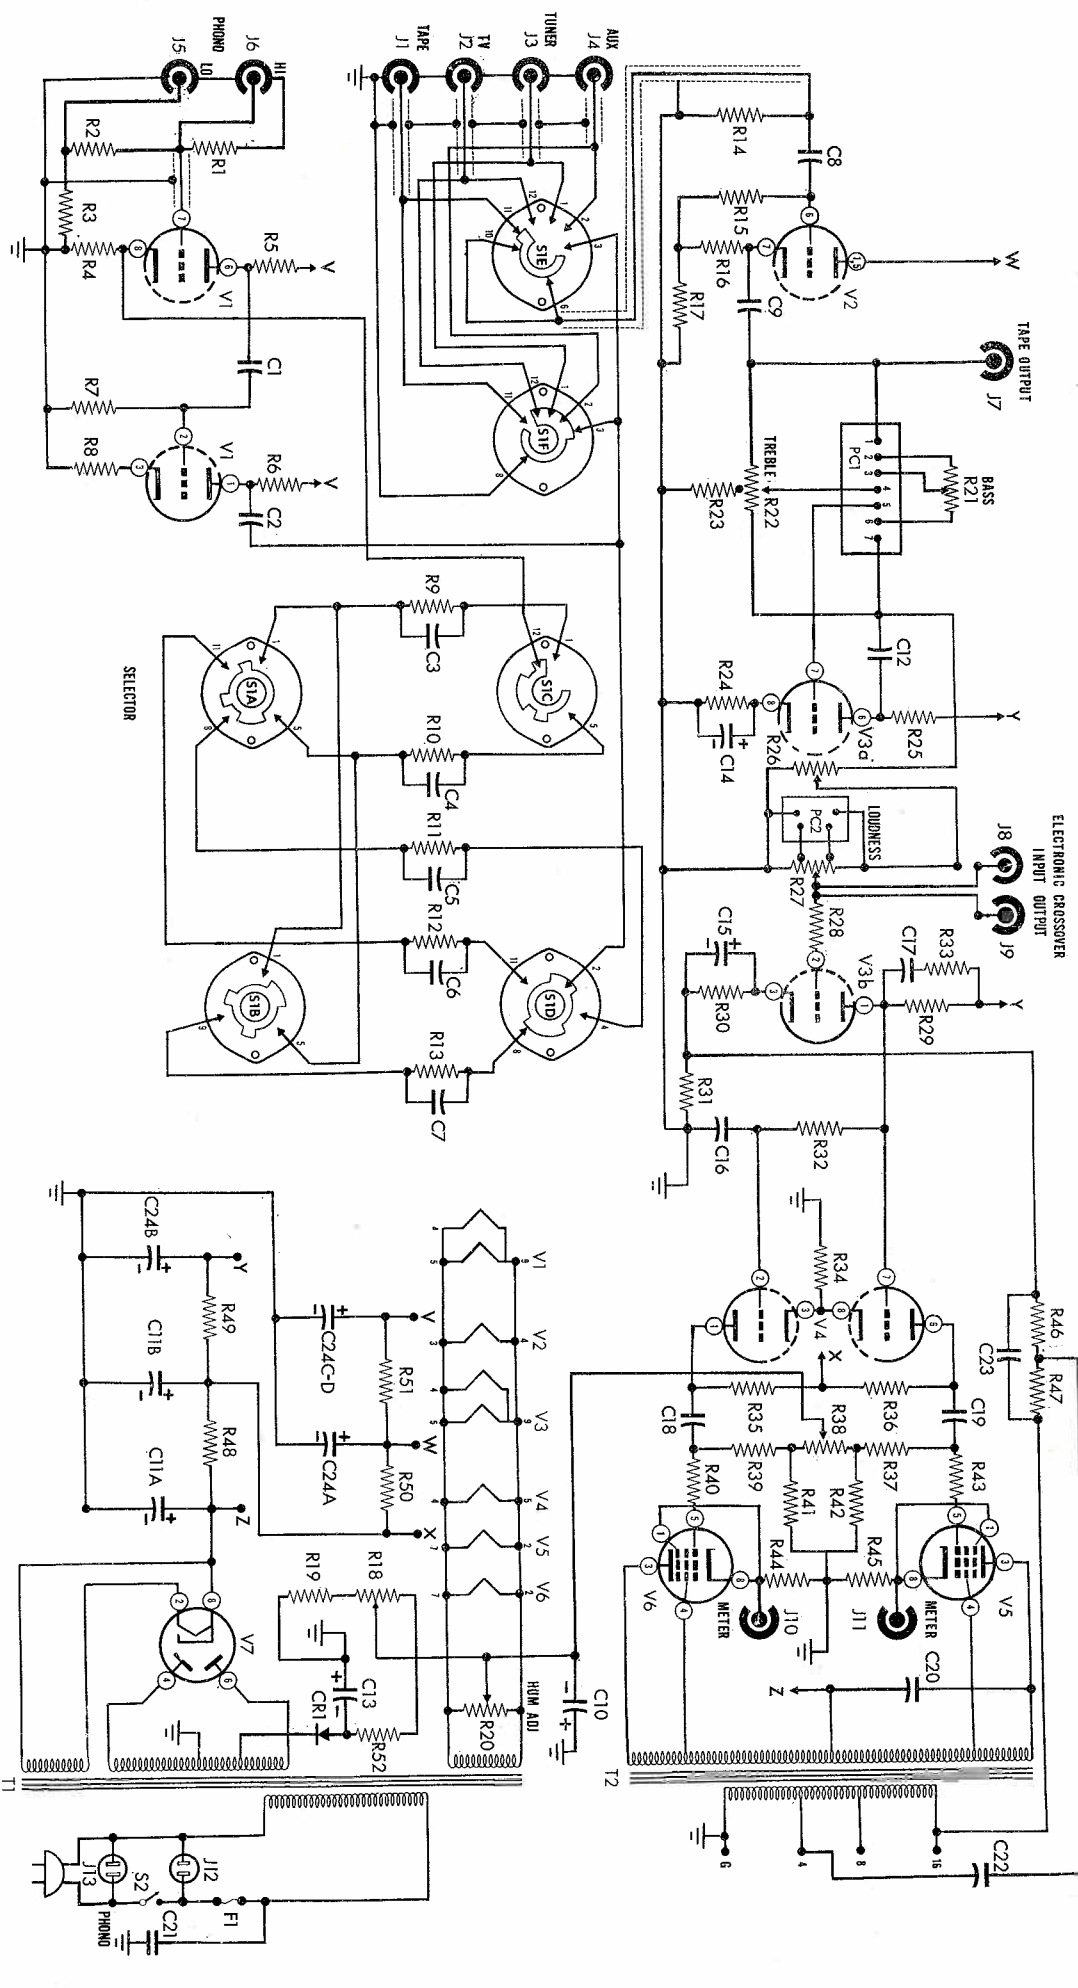 PHONO
J5
LO
J6
HI
TAPE
J1
TV
J2
TUNER
J3
AUX
J4
R2
R1
R3
R4
R5
V
V1
C1
R7
R8
V1
R6
V
C2
S1E
S1F
R14
C8
R15
R16
R17
C9
V2
W
TAPE OUTPUT
J7
PC1
BASS
R21
TREBLE
R22
R23
C12
R24
C14
V3a
R25
Y
R26
PC2
LOUDNESS
R27
ELECTRONIC CROSSOVER
INPUT OUTPUT
J8
J9
R28
V3b
C15
R30
C17
R33
R29
Y
SELECTOR
S1A
S1C
R9
C3
R10
C4
R11
C5
R12
C6
S1B
S1D
R13
C7
R31
C16
R32
R34
V4
X
R46
C23
R47
C18
R35
R36
C19
R38
R39
R37
R40
R43
R41
R42
R44
R45
V6
V5
METER
J10
J11
METER
C10
Z
C20
T2
G
4
8
16
C22
C24B
Y
R49
C11B
R48
C11A
Z
V
C24C-D
R51
W
C24A
R50
X
V1
V2
V3
V4
V5
V6
R19
R18
V7
C13
CR1
R52
HUM ADJ
R20
T1
J13
J12
S2
PHONO
C21
F1